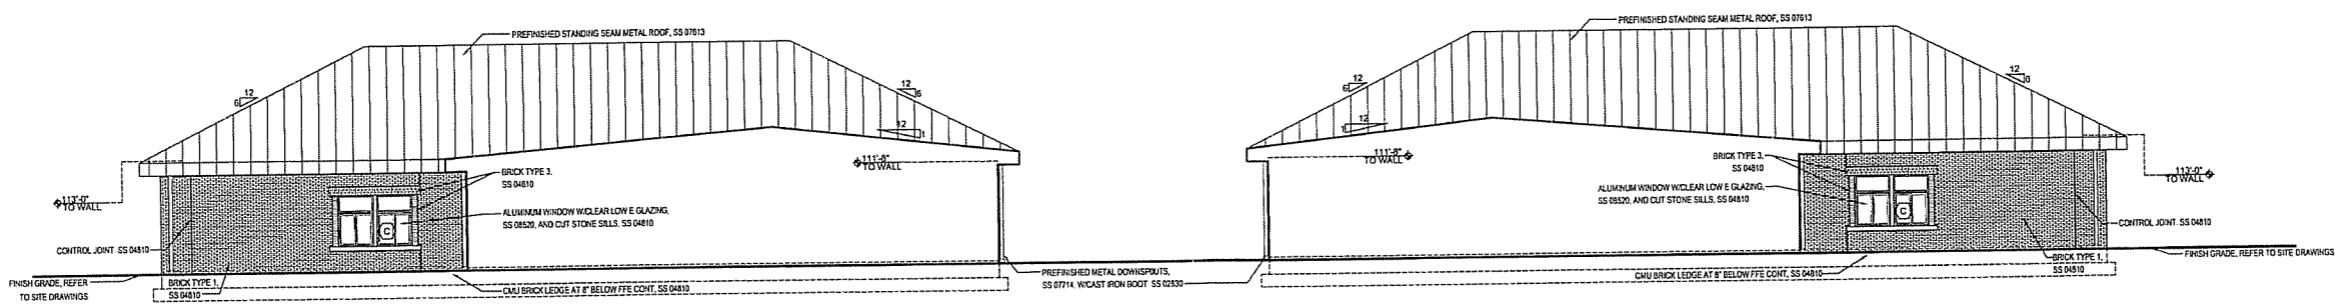 PREFINISHED STANDING SEAM METAL ROOF, SS 07613
12
6
12
6
12
1
111'-8"
TO WALL
113'-0"
TO WALL
BRICK TYPE 3,
SS 04810
ALUMINUM WINDOW W/CLEAR LOW E GLAZING,
SS 08520, AND CUT STONE SILLS, SS 04810
C
CONTROL JOINT, SS 04810
FINISH GRADE, REFER
TO SITE DRAWINGS
BRICK TYPE 1,
SS 04810
CMU BRICK LEDGE AT 8" BELOW FFE CONT, SS 04810
PREFINISHED METAL DOWNSPOUTS,
SS 07714, W/CAST IRON BOOT SS 02630
PREFINISHED STANDING SEAM METAL ROOF, SS 07613
12
6
12
6
12
1
111'-8"
TO WALL
BRICK TYPE 3,
SS 04810
ALUMINUM WINDOW W/CLEAR LOW E GLAZING,
SS 08520, AND CUT STONE SILLS, SS 04810
C
113'-0"
TO WALL
CONTROL JOINT, SS 04810
BRICK TYPE 1,
SS 04810
FINISH GRADE, REFER TO SITE DRAWINGS
CMU BRICK LEDGE AT 8" BELOW FFE CONT, SS 04810